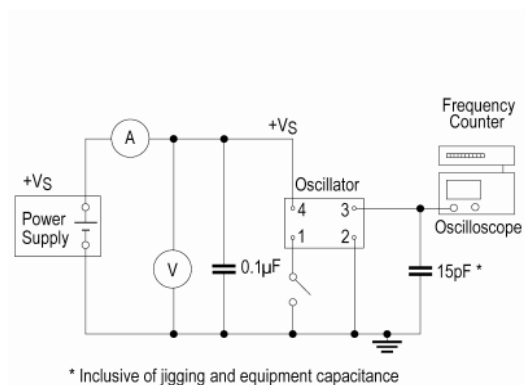 Frequency
Counter
A
+VS
+VS
Oscillator
Power
Supply
4 3
1 2
Oscilloscope
V
0.1µF
15pF *
* Inclusive of jigging and equipment capacitance